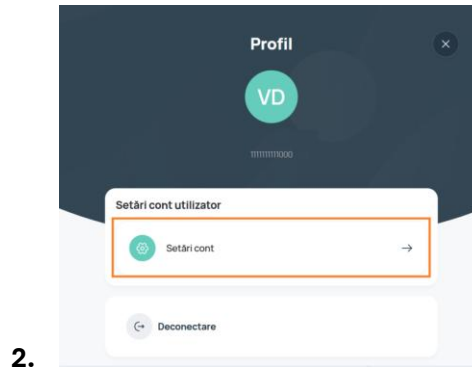 Profil
VD
Setări cont utilizator
Setări cont
Deconectare
2.